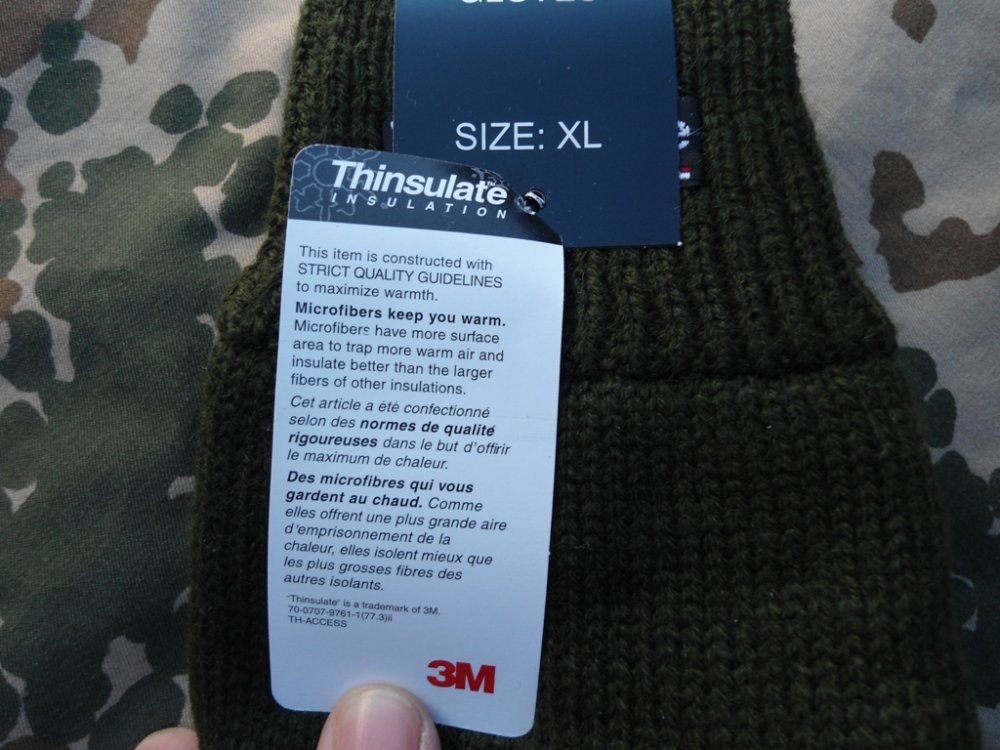 GLOVES
SIZE: XL
Thinsulate™
INSULATION
This item is constructed with
STRICT QUALITY GUIDELINES
to maximize warmth.
Microfibers keep you warm.
Microfibers have more surface
area to trap more warm air and
insulate better than the larger
fibers of other insulations.
Cet article a été confectionné
selon des normes de qualité
rigoureuses dans le but d'offirir
le maximum de chaleur.
Des microfibres qui vous
gardent au chaud. Comme
elles offrent une plus grande aire
d'emprisonnement de la
chaleur, elles isolent mieux que
les plus grosses fibres des
autres isolants.
"Thinsulate" is a trademark of 3M.
70-0707-9761-1(77.3)ii
TH-ACCESS
3M